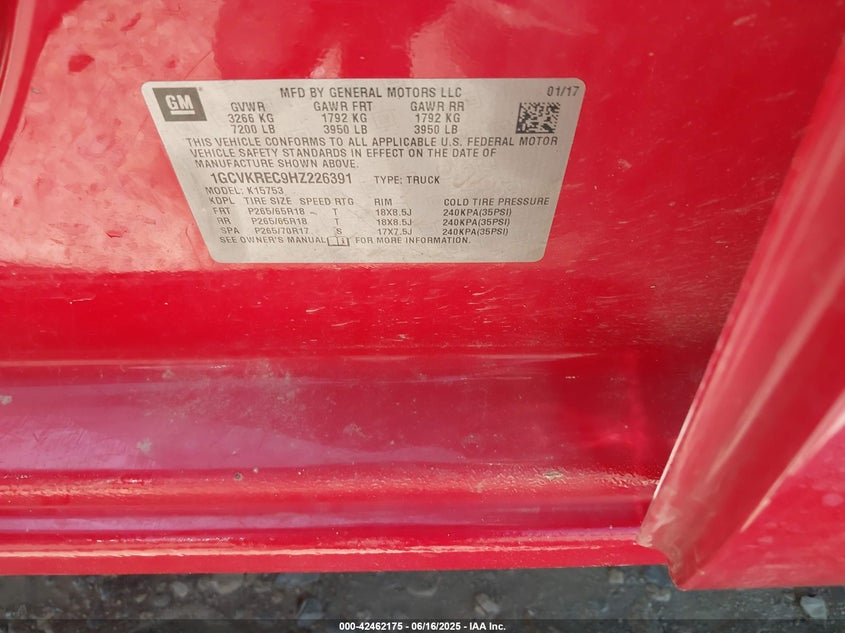 GM
MFD BY GENERAL MOTORS LLC 01/17
GVWR GAWR FRT GAWR RR
3266 KG 1792 KG 1792 KG
7200 LB 3950 LB 3950 LB
THIS VEHICLE CONFORMS TO ALL APPLICABLE U.S. FEDERAL MOTOR
VEHICLE SAFETY STANDARDS IN EFFECT ON THE DATE OF
MANUFACTURE SHOWN ABOVE.
1GCVKREC9HZ226391 TYPE: TRUCK
MODEL: K15753
KDPL TIRE SIZE SPEED RTG RIM COLD TIRE PRESSURE
FRT P265/65R18 T 18X8.5J 240KPA(35PSI)
RR P265/65R18 T 18X8.5J 240KPA(35PSI)
SPA P265/70R17 S 17X7.5J 240KPA(35PSI)
SEE OWNER'S MANUAL FOR MORE INFORMATION.
000-42462175 | 06/16/2025 | IAA Inc.